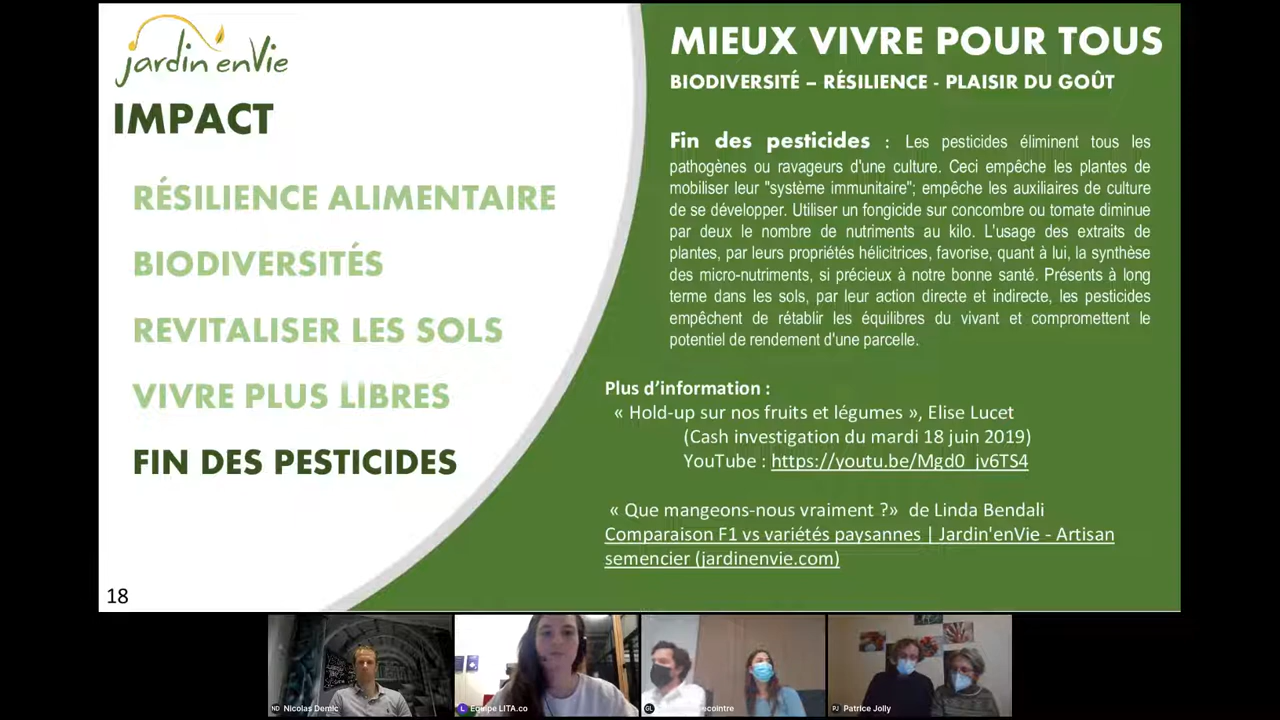 jardin enVie
IMPACT
RÉSILIENCE ALIMENTAIRE
BIODIVERSITÉS
REVITALISER LES SOLS
VIVRE PLUS LIBRES
FIN DES PESTICIDES
18
MIEUX VIVRE POUR TOUS
BIODIVERSITÉ – RÉSILIENCE - PLAISIR DU GOÛT
Fin des pesticides : Les pesticides éliminent tous les
pathogènes ou ravageurs d'une culture. Ceci empêche les plantes de
mobiliser leur "système immunitaire"; empêche les auxiliaires de culture
de se développer. Utiliser un fongicide sur concombre ou tomate diminue
par deux le nombre de nutriments au kilo. L'usage des extraits de
plantes, par leurs propriétés hélicitrices, favorise, quant à lui, la synthèse
des micro-nutriments, si précieux à notre bonne santé. Présents à long
terme dans les sols, par leur action directe et indirecte, les pesticides
empêchent de rétablir les équilibres du vivant et compromettent le
potentiel de rendement d'une parcelle.
Plus d'information :
« Hold-up sur nos fruits et légumes », Elise Lucet
(Cash investigation du mardi 18 juin 2019)
YouTube : https://youtu.be/Mgd0_jv6TS4
« Que mangeons-nous vraiment ?» de Linda Bendali
Comparaison F1 vs variétés paysannes | Jardin'enVie - Artisan
semencier (jardinenvie.com)
ND Nicolas Demic
L Equipe LITA.co
GL
PJ Patrice Jolly